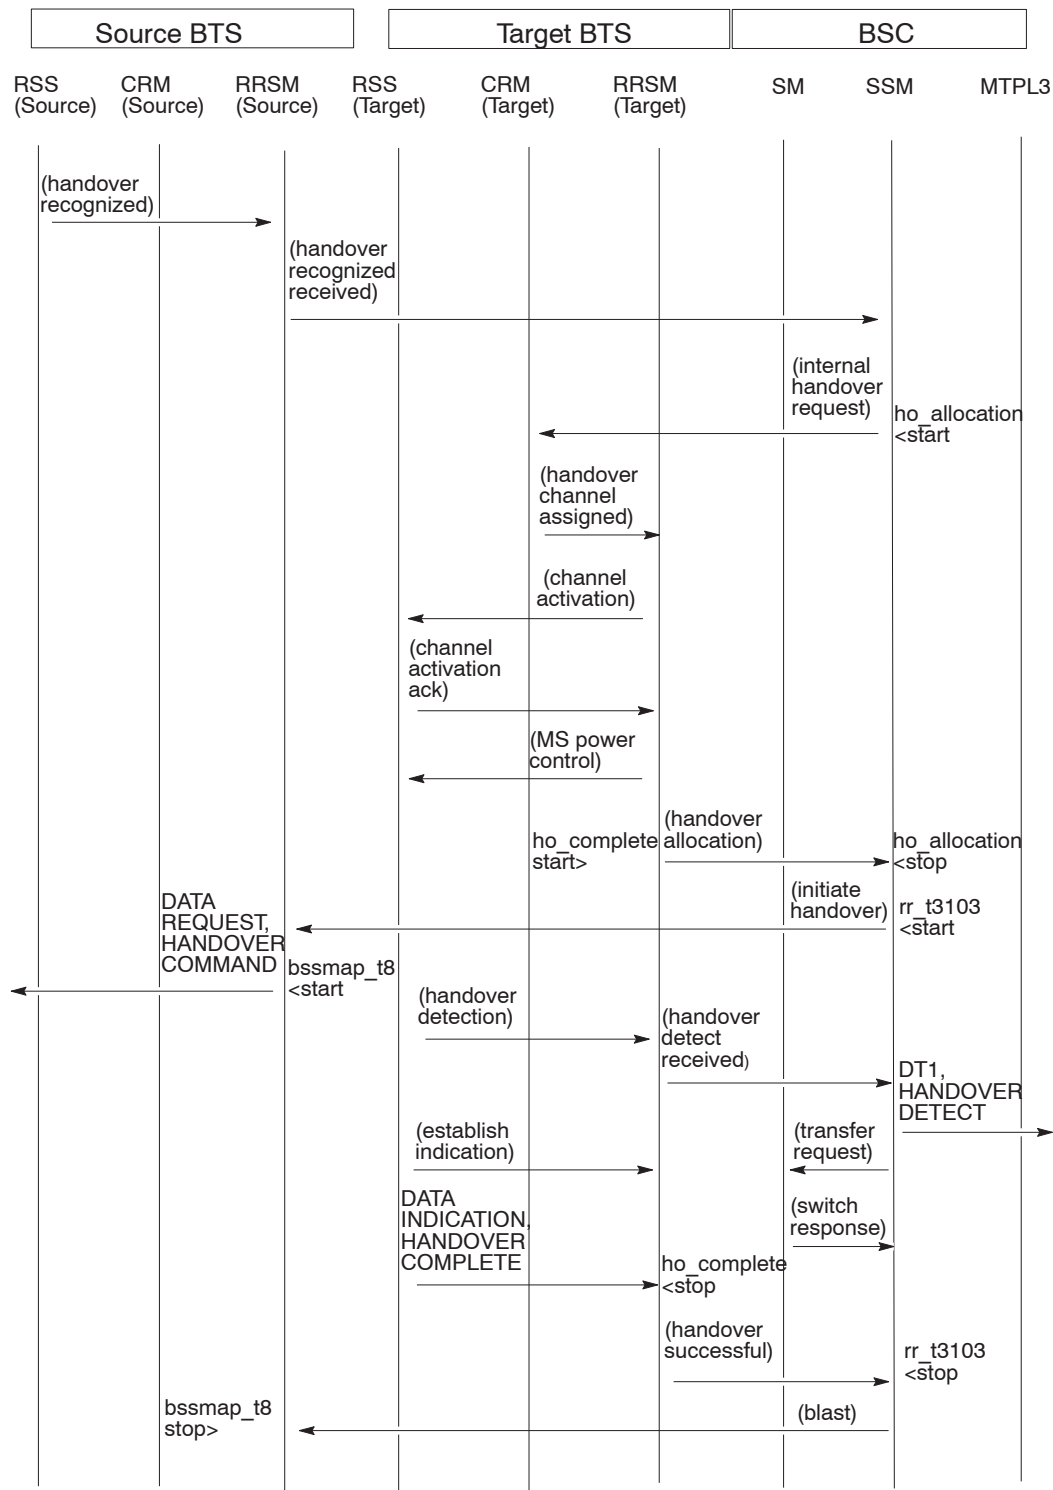 Source BTS
Target BTS
BSC
RSS
(Source)
CRM
(Source)
RRSM
(Source)
RSS
(Target)
CRM
(Target)
RRSM
(Target)
SM
SSM
MTPL3
(handover
recognized)
(handover
recognized
received)
(internal
handover
request)
ho_allocation
<start
(handover
channel
assigned)
(channel
activation)
(channel
activation
ack)
(MS power
control)
ho_complete
start>
(handover
allocation)
ho_allocation
<stop
(initiate
handover)
rr_t3103
<start
DATA
REQUEST,
HANDOVER
COMMAND
bssmap_t8
<start
(handover
detection)
(handover
detect
received)
DT1,
HANDOVER
DETECT
(establish
indication)
(transfer
request)
DATA
INDICATION,
HANDOVER
COMPLETE
(switch
response)
ho_complete
<stop
(handover
successful)
rr_t3103
<stop
bssmap_t8
stop>
(blast)